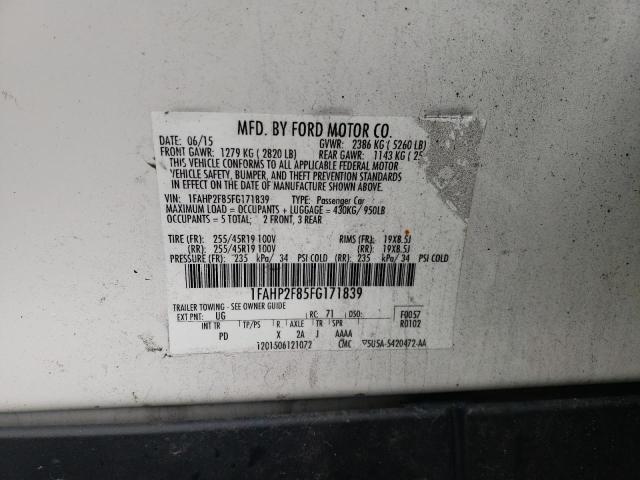 MFD. BY FORD MOTOR CO.
DATE: 06/15 GVWR: 2386 KG ( 5260 LB)
FRONT GAWR: 1279 KG ( 2820 LB) REAR GAWR: 1143 KG ( 25
THIS VEHICLE CONFORMS TO ALL APPLICABLE FEDERAL MOTOR
VEHICLE SAFETY, BUMPER, AND THEFT PREVENTION STANDARDS
IN EFFECT ON THE DATE OF MANUFACTURE SHOWN ABOVE.
VIN: 1FAHP2F85FG171839 TYPE: Passenger Car
MAXIMUM LOAD = OCCUPANTS + LUGGAGE = 430KG/ 950LB
OCCUPANTS = 5 TOTAL; 2 FRONT, 3 REAR
TIRE (FR): 255/45R19 100V RIMS (FR): 19X8.5J
(RR): 255/45R19 100V (RR): 19X8.5J
PRESSURE (FR): 235 kPa/ 34 PSI COLD (RR): 235 kPa/ 34 PSI COLD
1FAHP2F85FG171839
TRAILER TOWING - SEE OWNER GUIDE
EXT PNT: UG RC: 71 DSO: F0057
INT TR TP/PS R AXLE TR SPR R0102
PD X 2A J AAAA
1201506121072 CMC 5U5A-5420472-AA